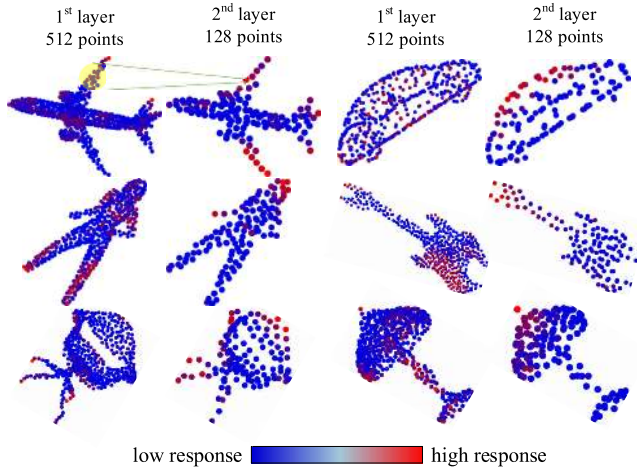 1st layer
512 points
2nd layer
128 points
1st layer
512 points
2nd layer
128 points
low response
high response